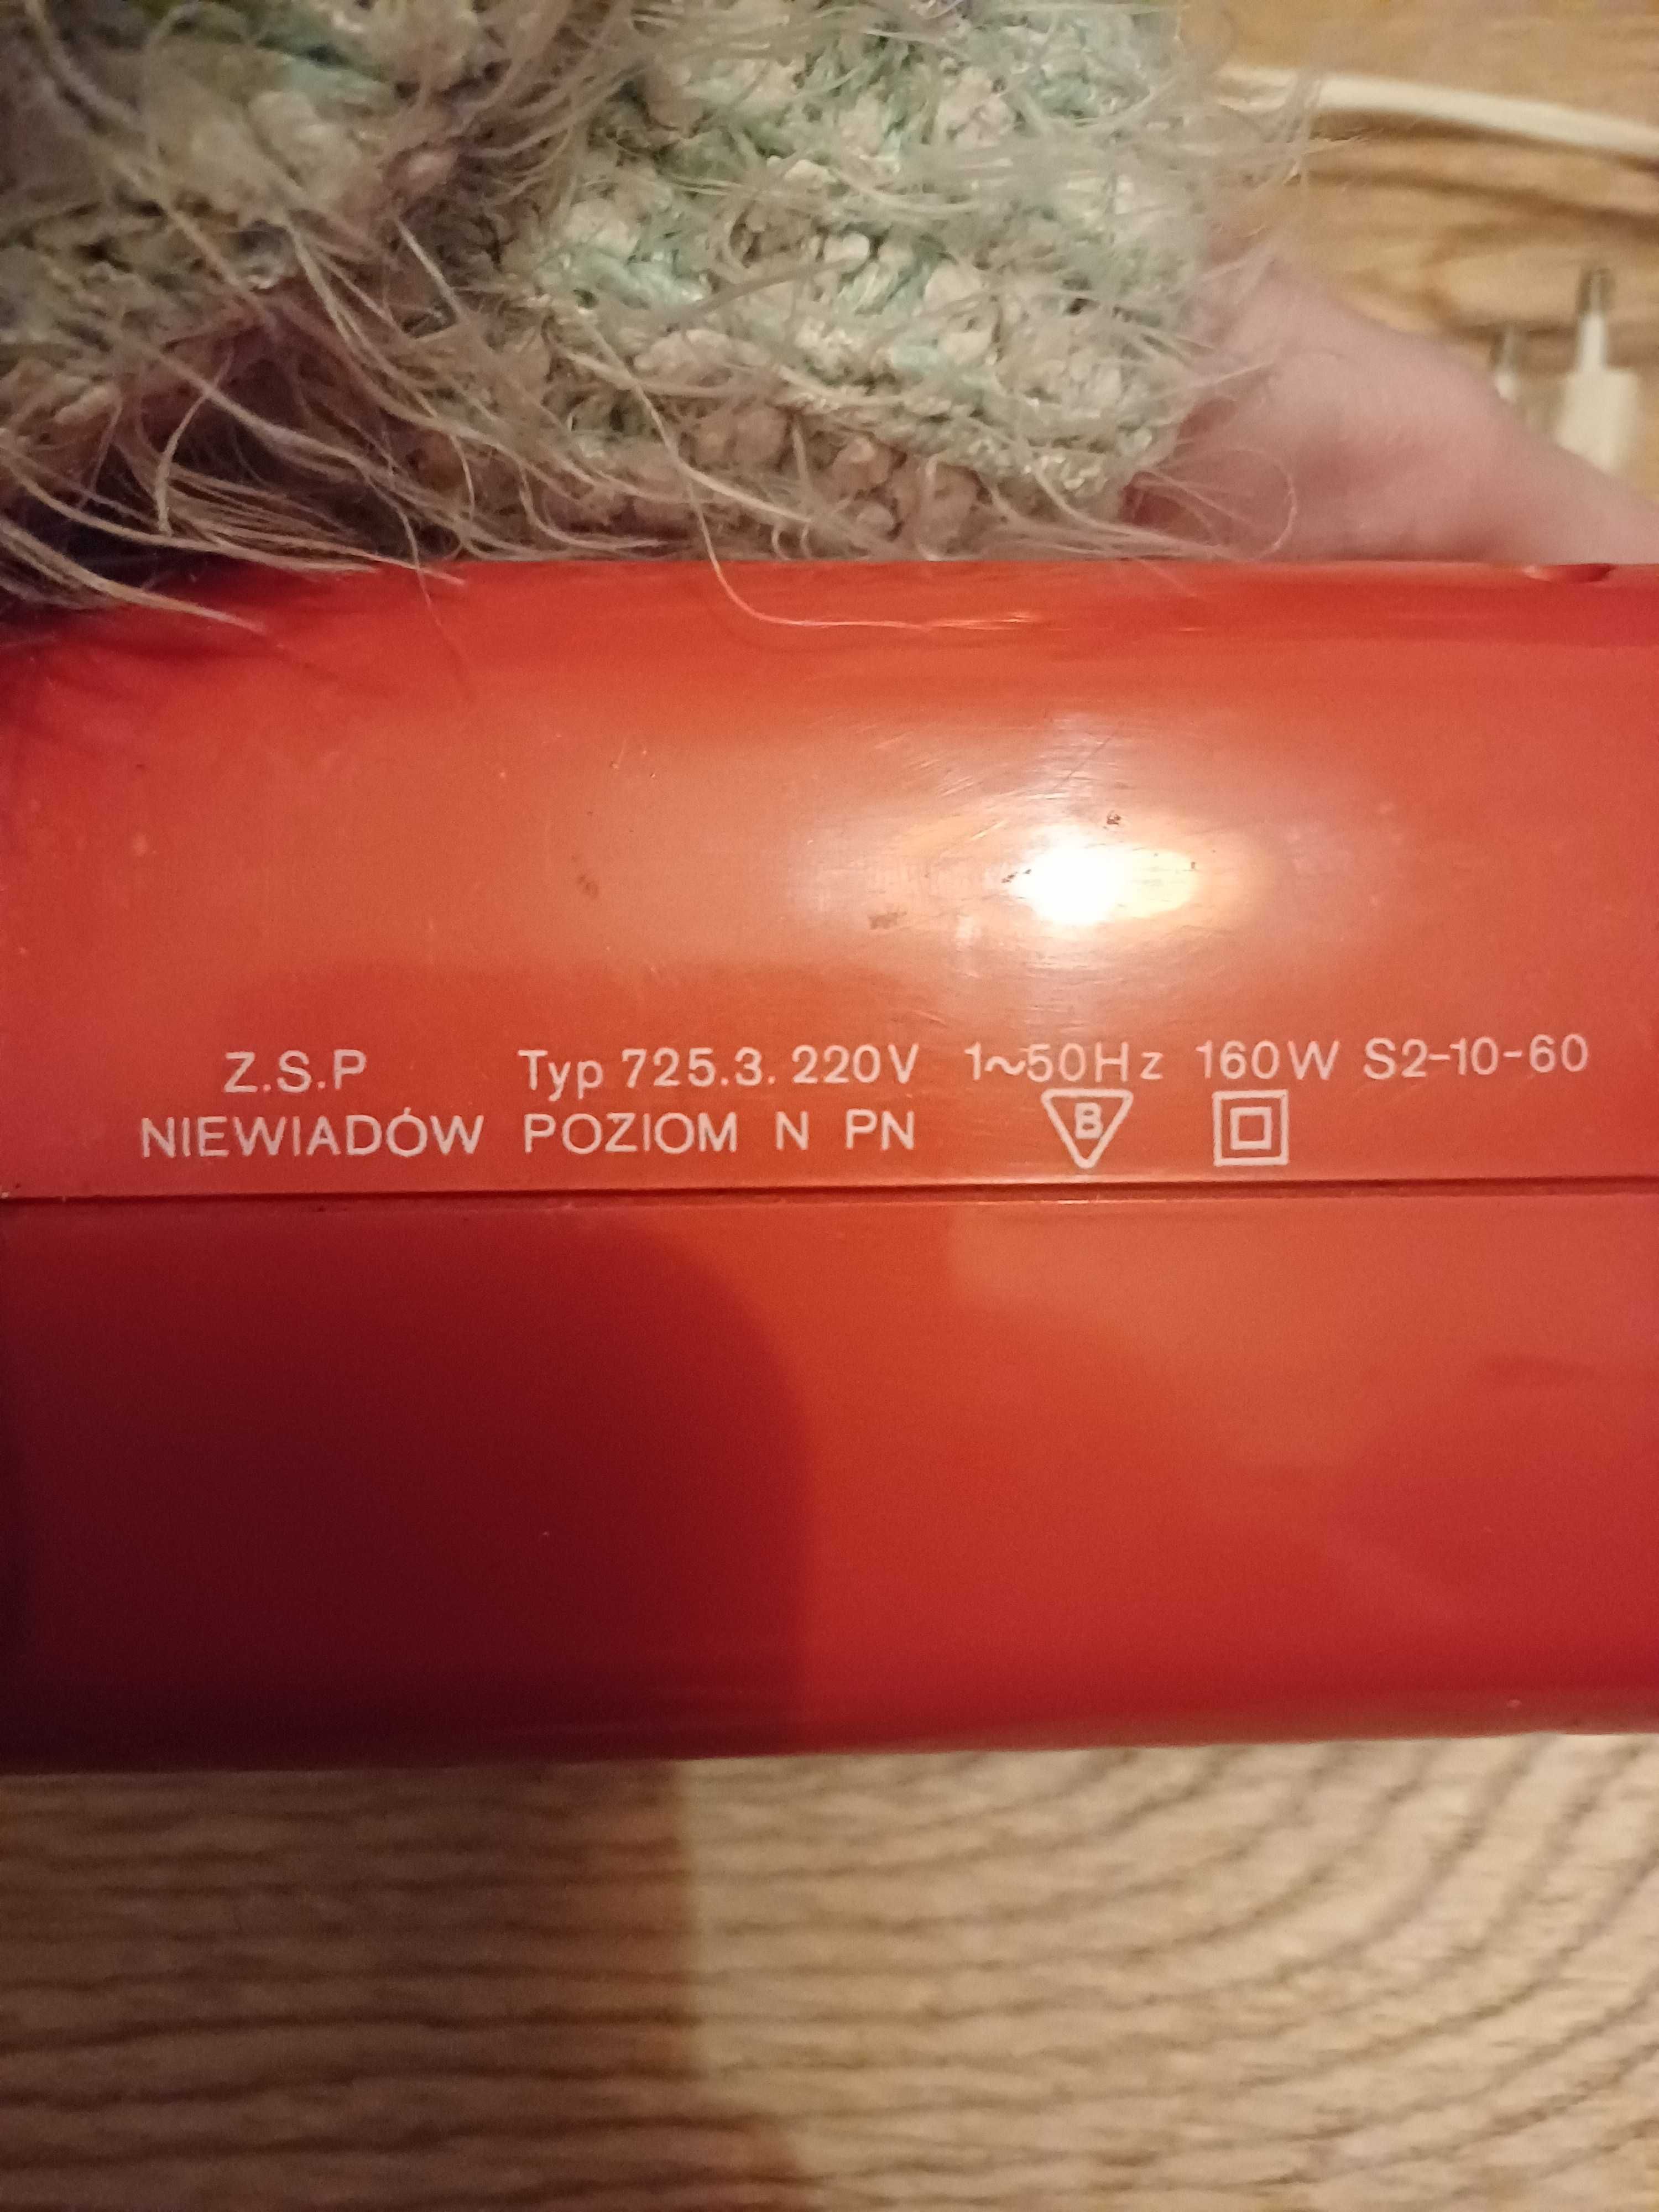 Z.S.P Typ 725.3. 220V 1~50Hz 160W S2-10-60
NIEWIADÓW POZIOM N PN B